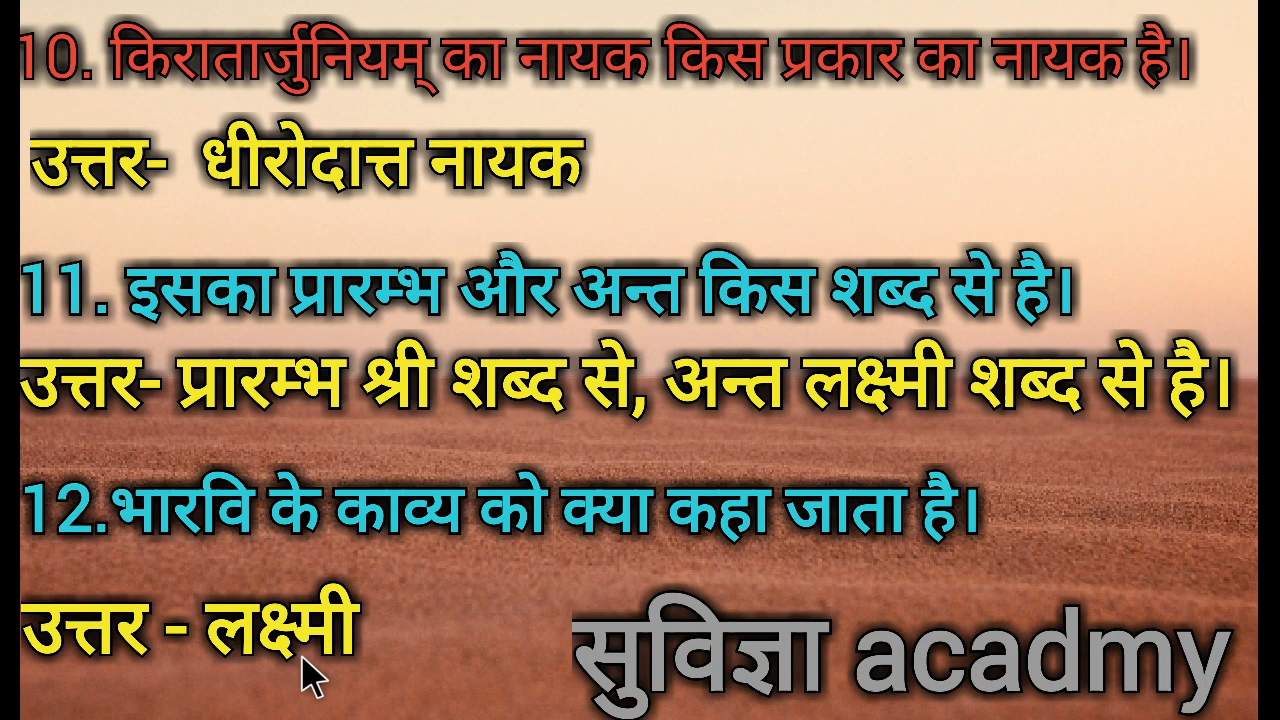 10. किरातार्जुनियम् का नायक किस प्रकार का नायक है।
उत्तर- धीरोदात्त नायक
11. इसका प्रारम्भ और अन्त किस शब्द से है।
उत्तर- प्रारम्भ श्री शब्द से, अन्त लक्ष्मी शब्द से है।
12.भारवि के काव्य को क्या कहा जाता है।
उत्तर - लक्ष्मी
सुविज्ञा acadmy